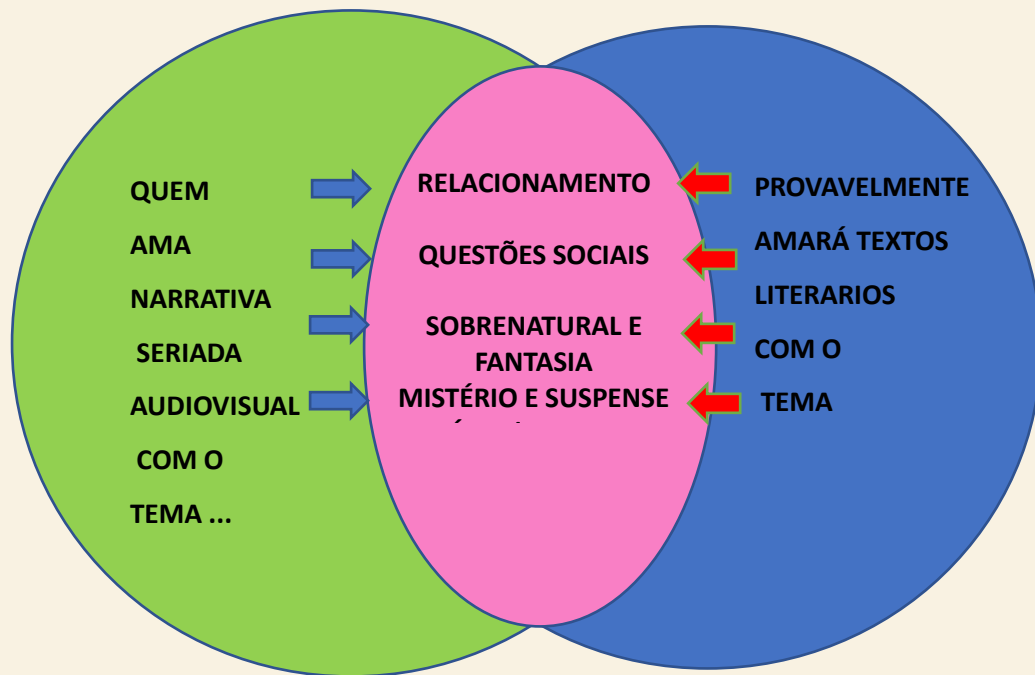 QUEM
AMA
NARRATIVA
SERIADA
AUDIOVISUAL
COM O
TEMA ...
RELACIONAMENTO
QUESTÕES SOCIAIS
SOBRENATURAL E
FANTASIA
MISTÉRIO E SUSPENSE
PROVAVELMENTE
AMARÁ TEXTOS
LITERARIOS
COM O
TEMA